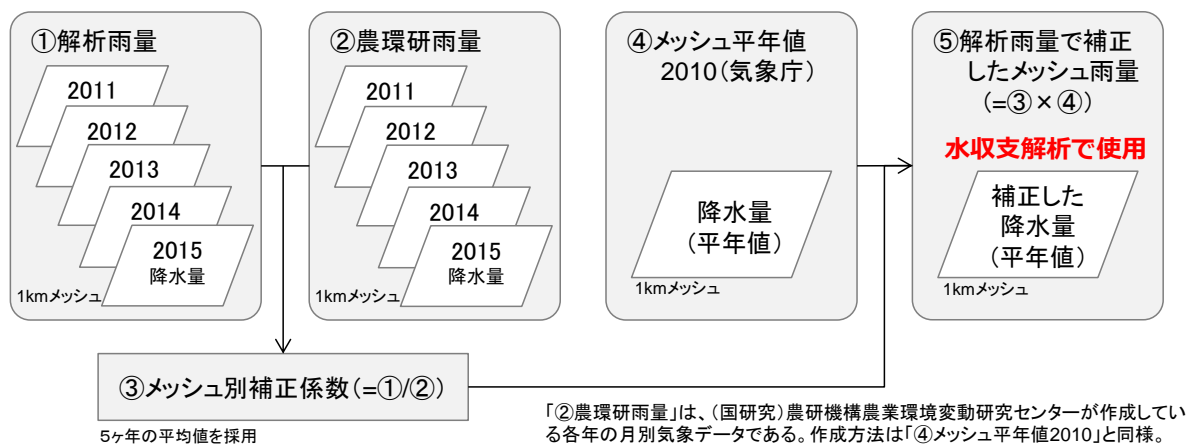 ①解析雨量
2011
2012
2013
2014
2015
降水量
1kmメッシュ
②農環研雨量
2011
2012
2013
2014
2015
降水量
1kmメッシュ
④メッシュ平年値
2010(気象庁)
降水量
(平年値)
1kmメッシュ
⑤解析雨量で補正
したメッシュ雨量
(=③×④)
水収支解析で使用
補正した
降水量
(平年値)
1kmメッシュ
③メッシュ別補正係数(=①/②)
5ヶ年の平均値を採用
「②農環研雨量」は、(国研究)農研機構農業環境変動研究センターが作成してい
る各年の月別気象データである。作成方法は「④メッシュ平年値2010」と同様。